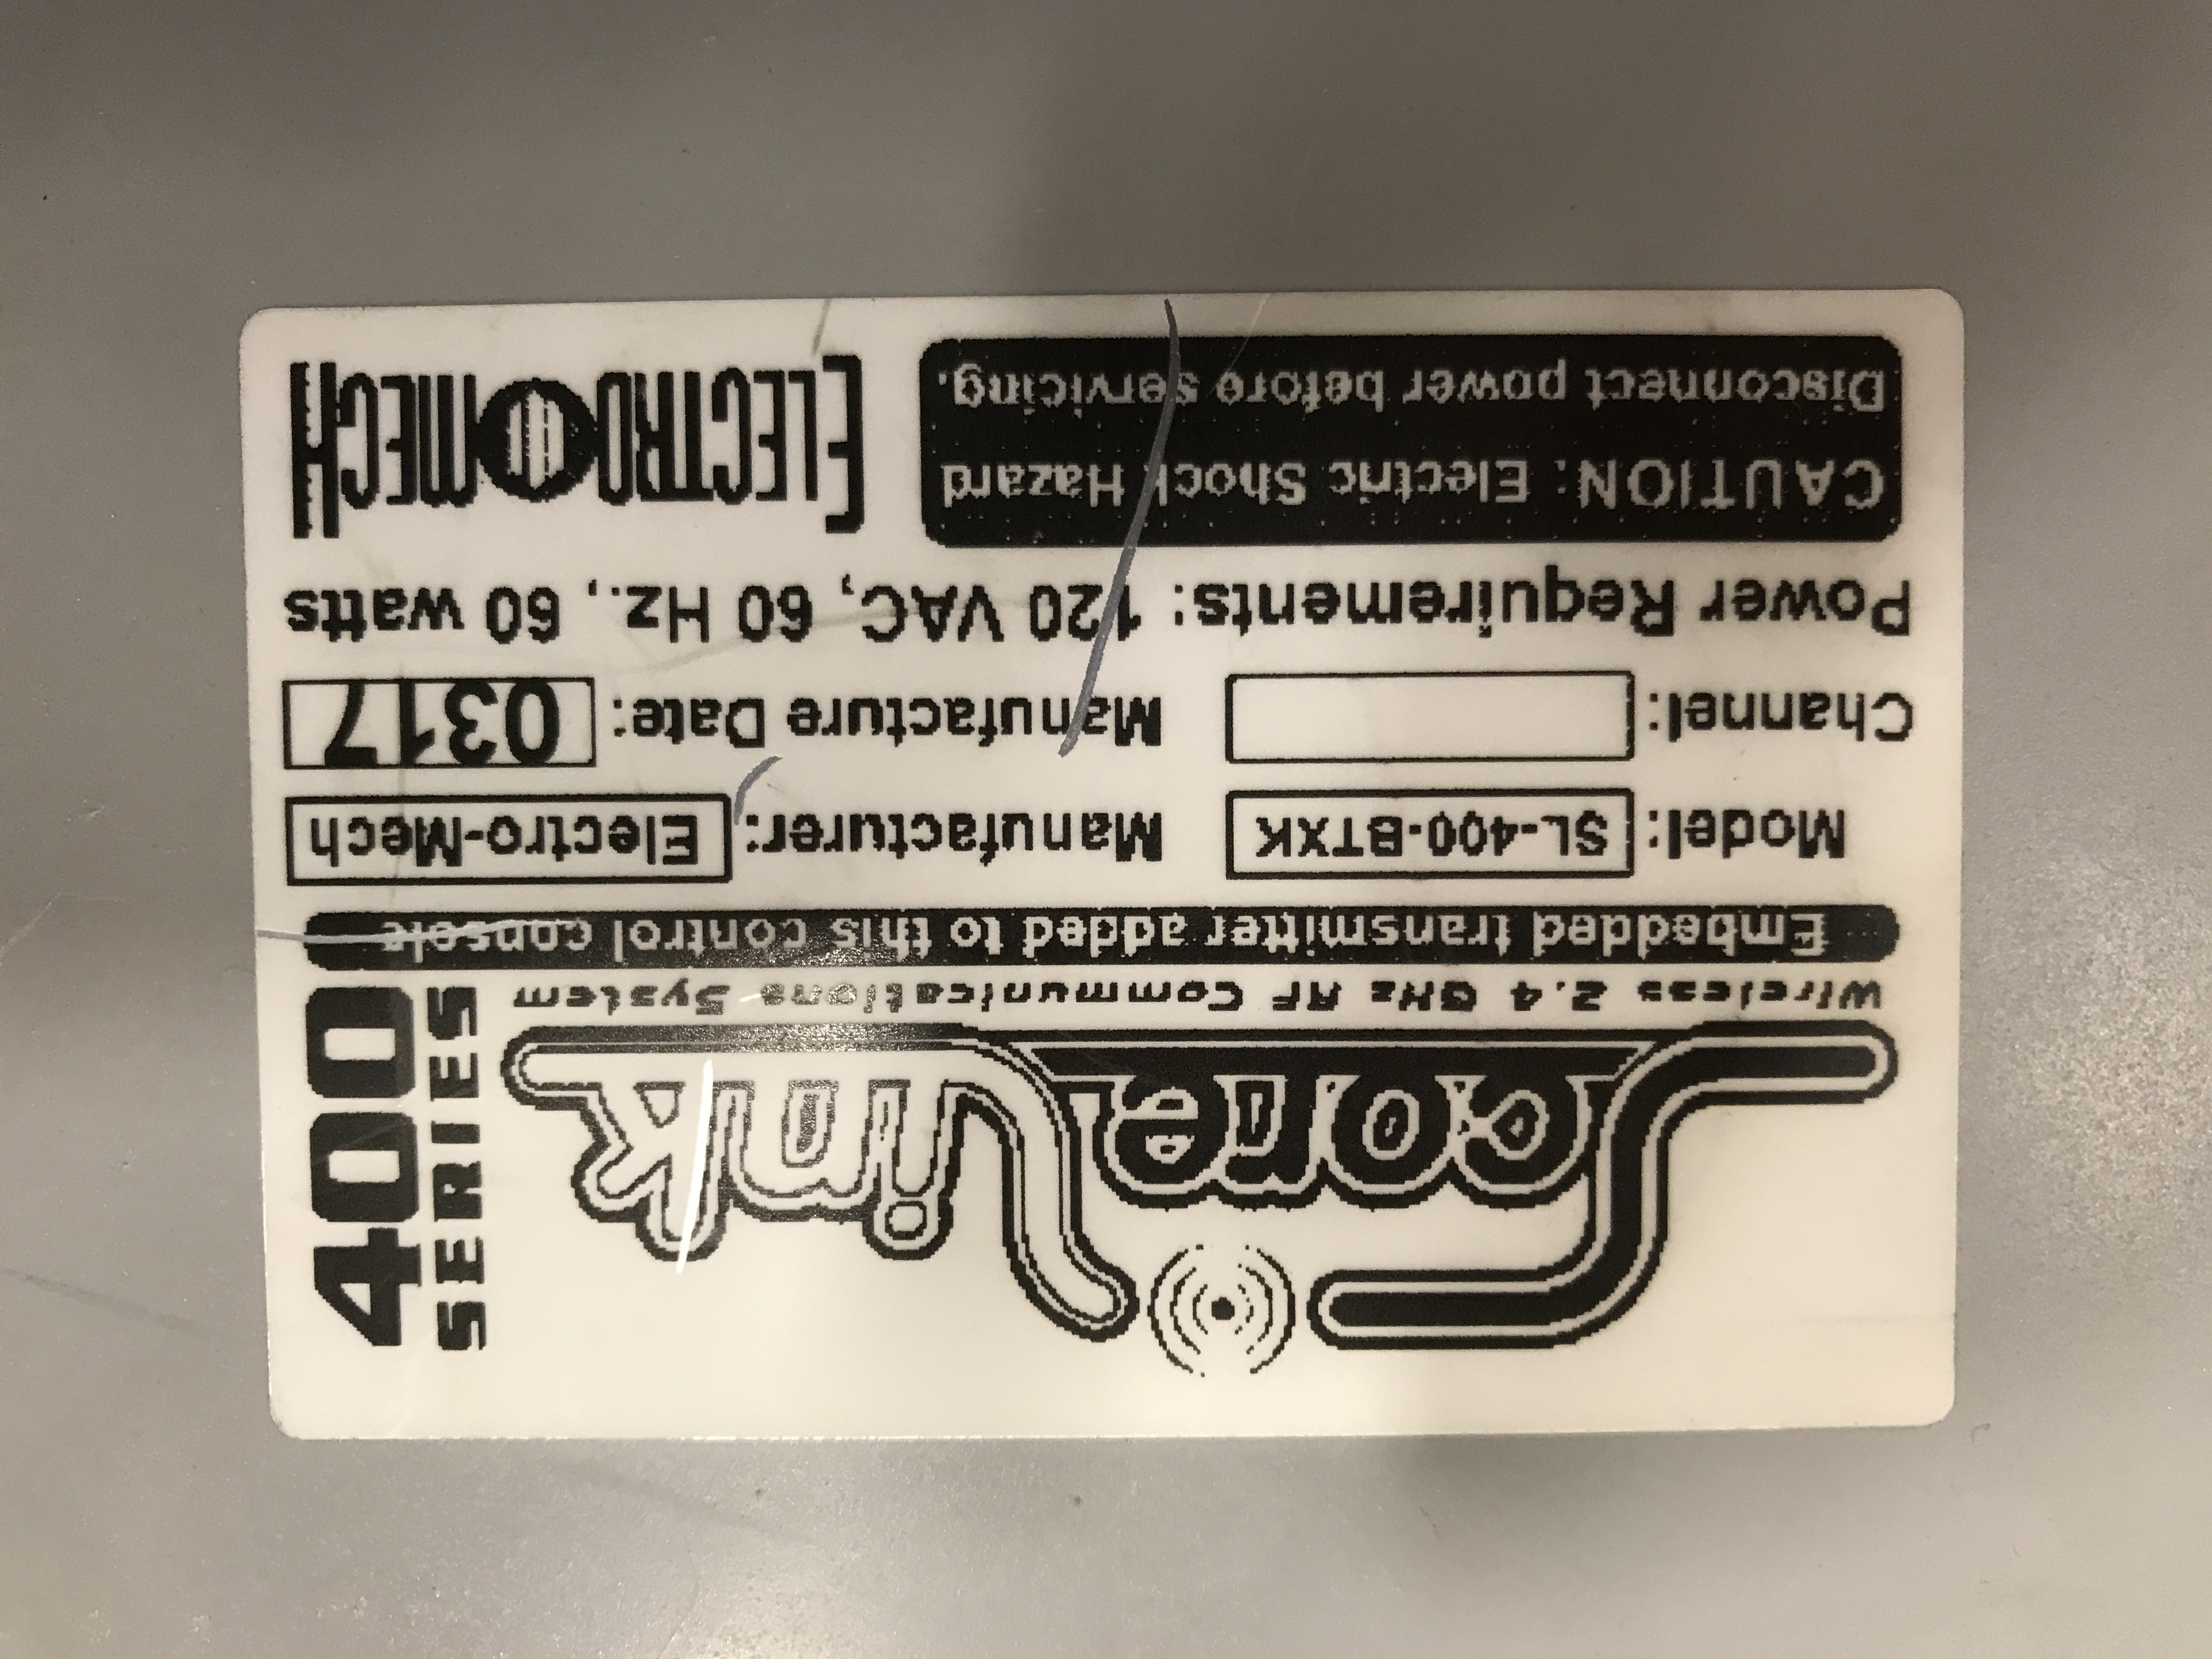 ScoreLink
400
SERIES
Wireless 2.4 GHz RF Communications System
Embedded transmitter added to this control console
Model: SL-400-BTXK Manufacturer: Electro-Mech
Channel: Manufacture Date: 0317
Power Requirements: 120 VAC, 60 Hz., 60 watts
CAUTION: Electric Shock Hazard
Disconnect power before servicing.
ELECTRO MECH